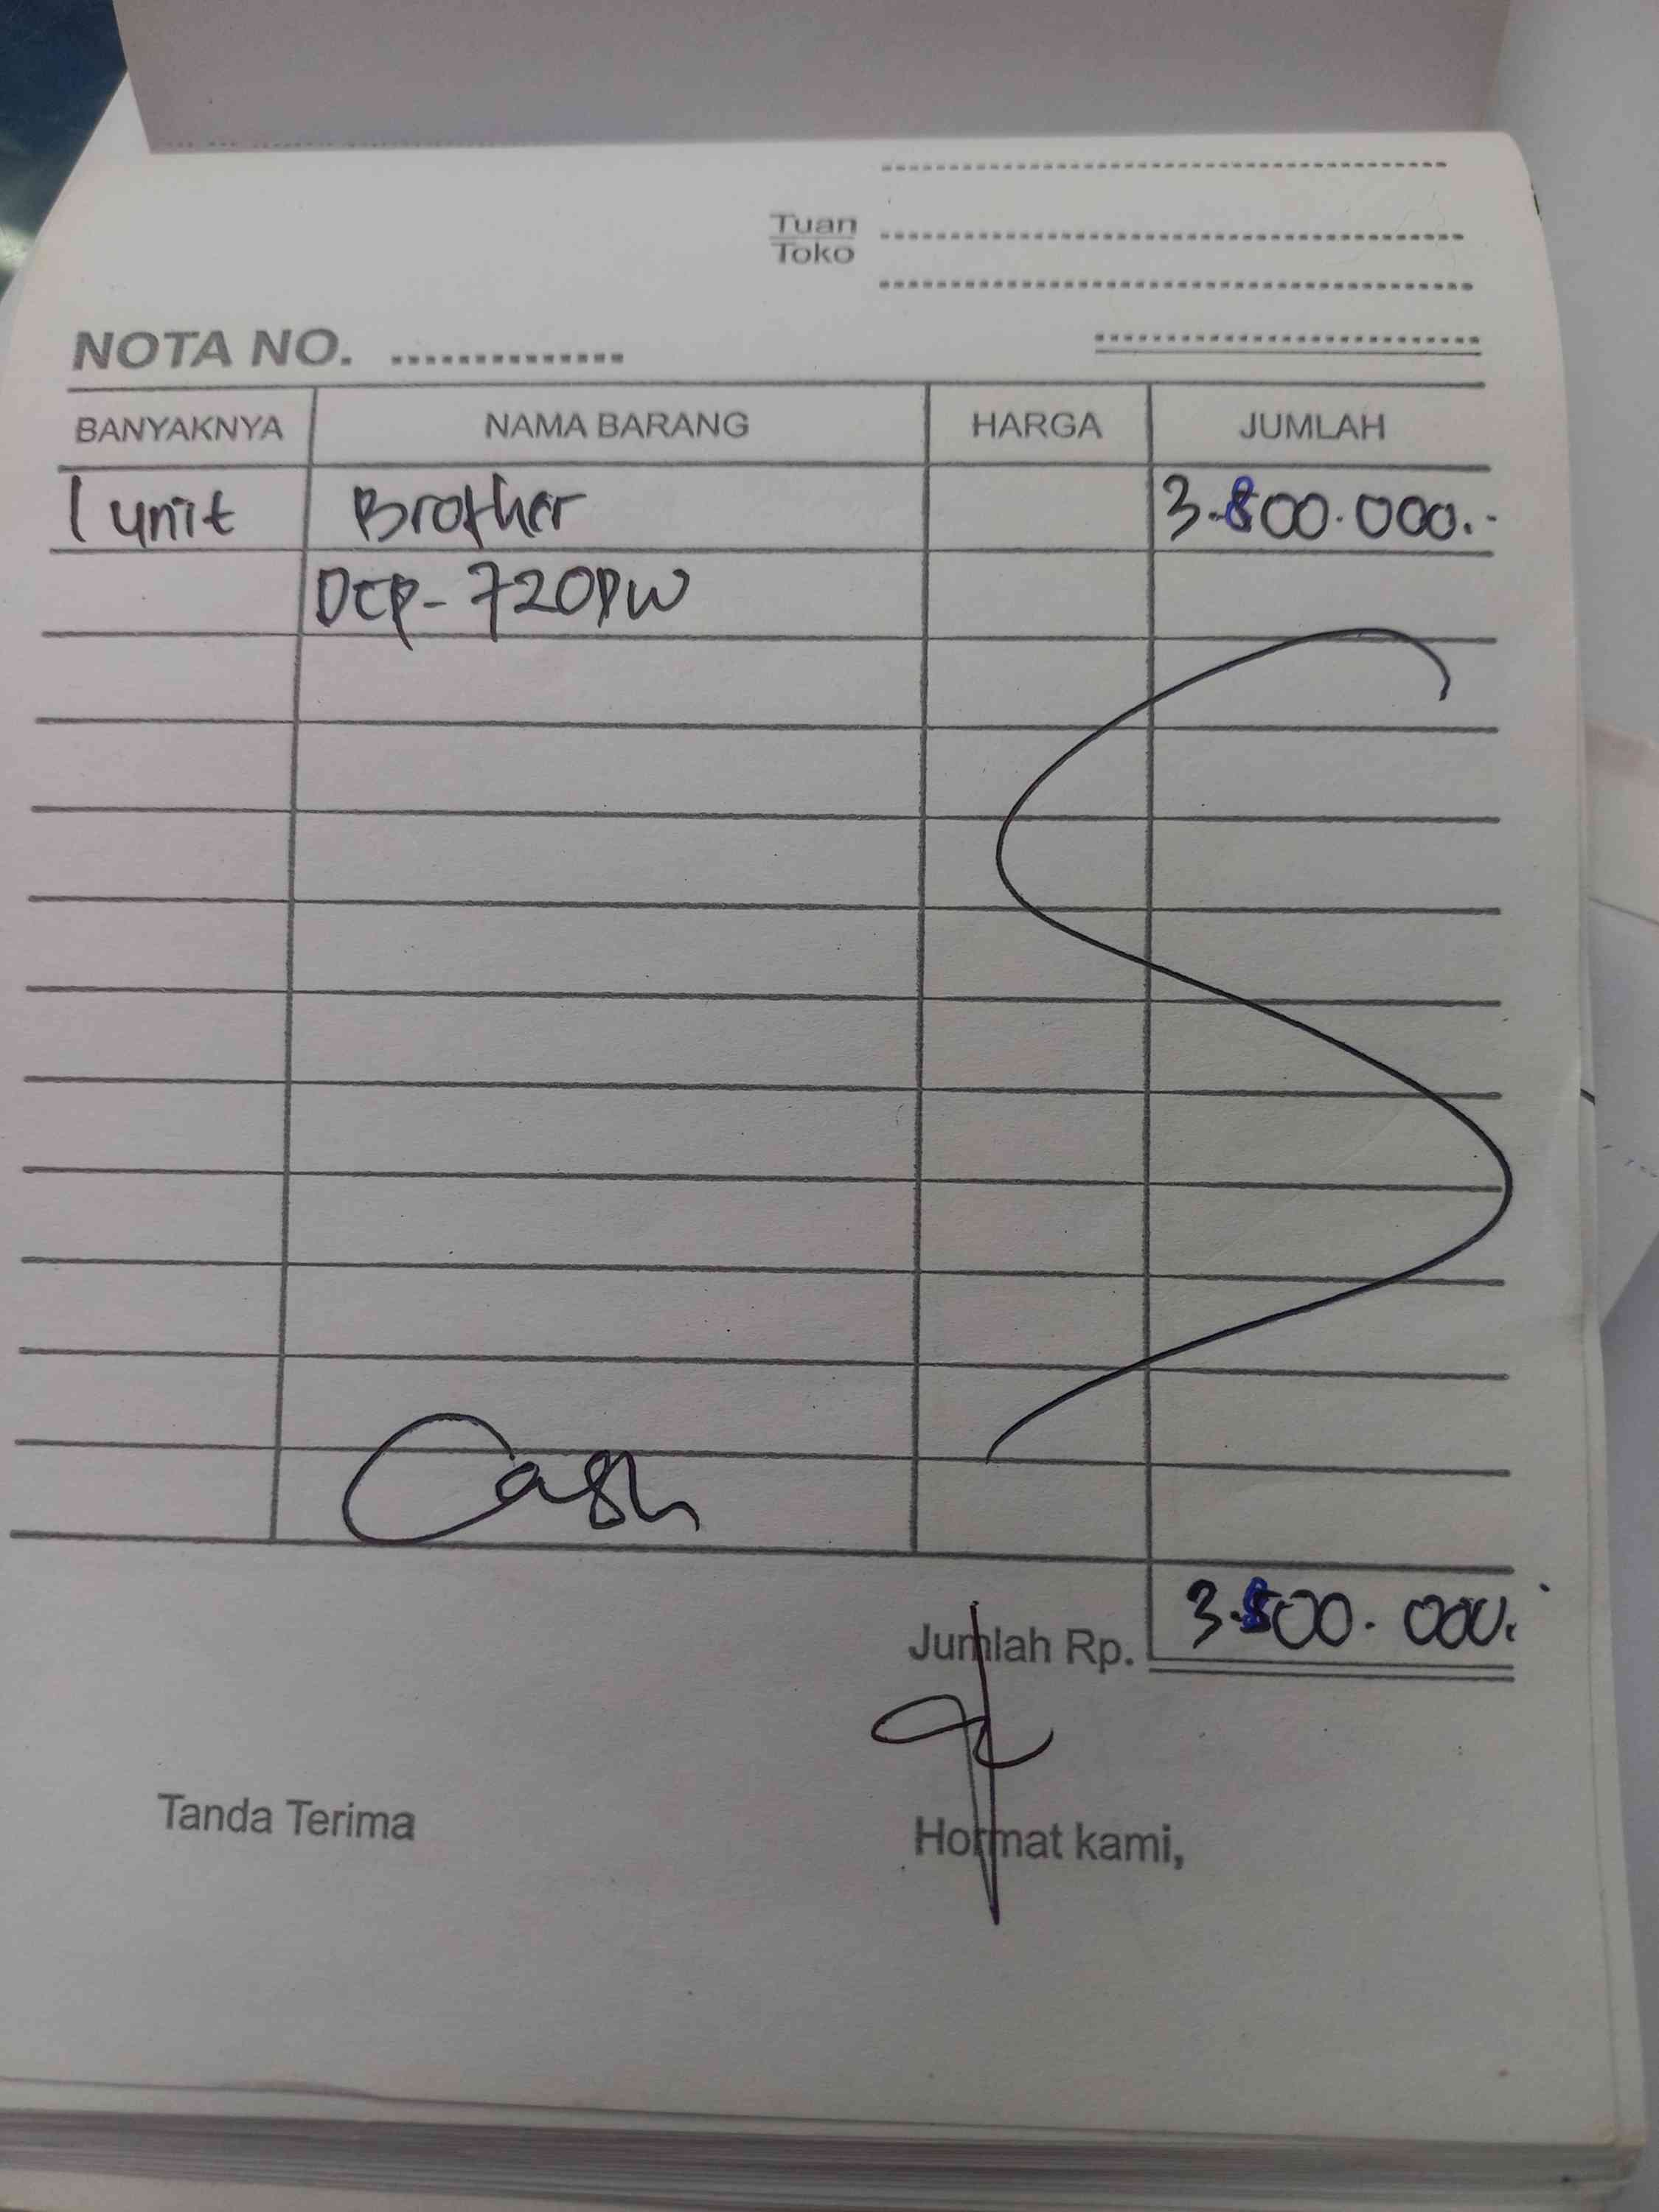 Tuan
Toko
NOTA NO.
BANYAKNYA NAMA BARANG HARGA JUMLAH
1 unit Brother 3.800.000.-
DCP-720DW
Cash
Jumlah Rp. 3.800.000.
Tanda Terima Hormat kami,